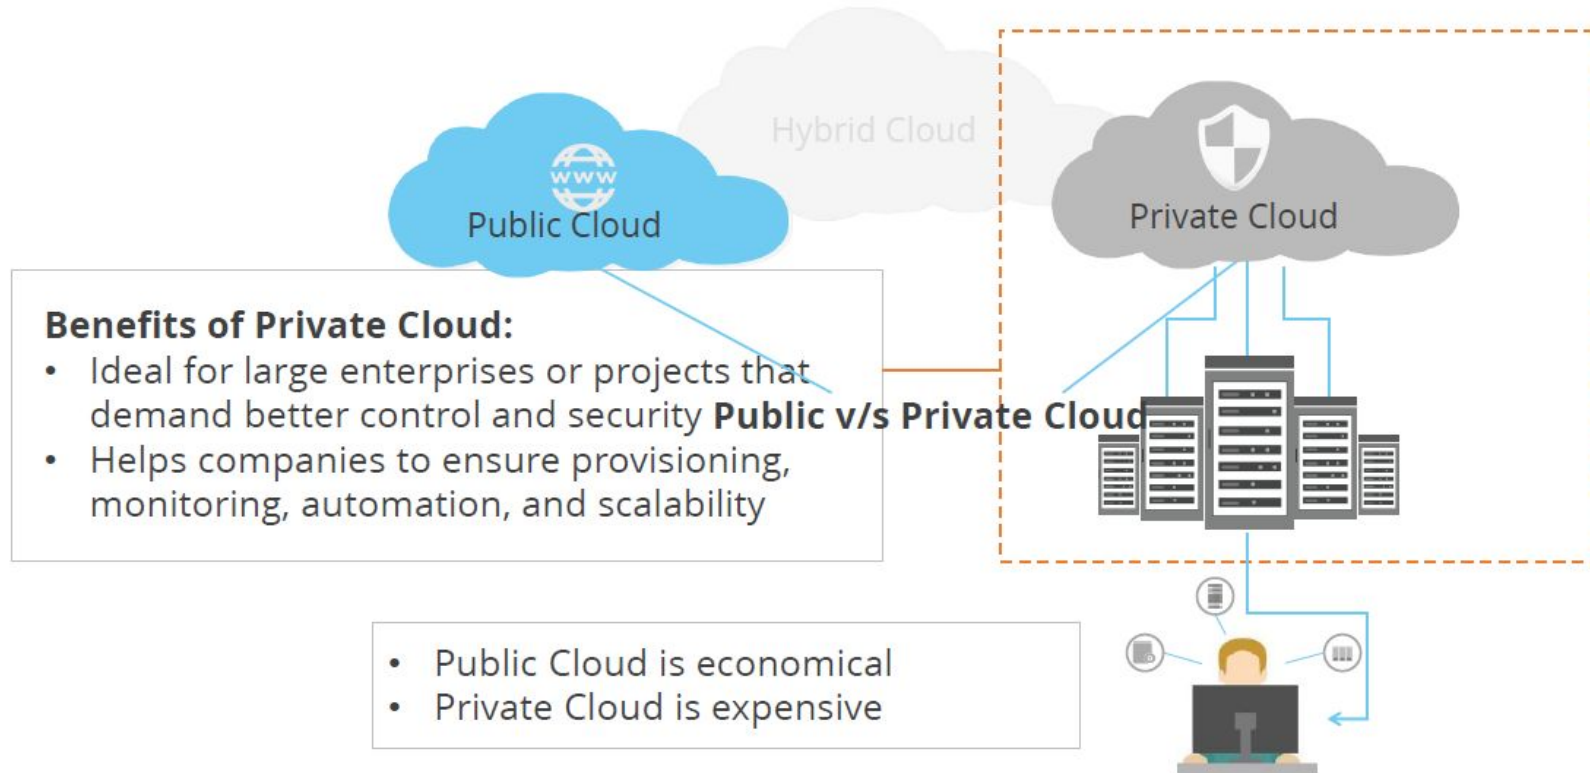 Hybrid Cloud
www
Public Cloud
Private Cloud
Benefits of Private Cloud:
• Ideal for large enterprises or projects that
demand better control and security
Public v/s Private Cloud
• Helps companies to ensure provisioning,
monitoring, automation, and scalability
• Public Cloud is economical
• Private Cloud is expensive